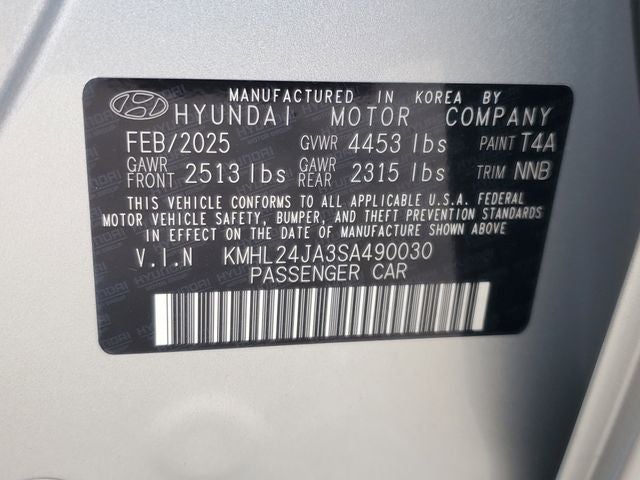 MANUFACTURED IN KOREA BY
HYUNDAI MOTOR COMPANY
FEB/2025 GVWR 4453 lbs PAINT T4A
GAWR FRONT 2513 lbs GAWR REAR 2315 lbs TRIM NNB
THIS VEHICLE CONFORMS TO ALL APPLICABLE U.S.A. FEDERAL
MOTOR VEHICLE SAFETY, BUMPER, AND THEFT PREVENTION STANDARDS
IN EFFECT ON THE DATE OF MANUFACTURE SHOWN ABOVE
V.I.N KMHL24JA3SA490030
PASSENGER CAR